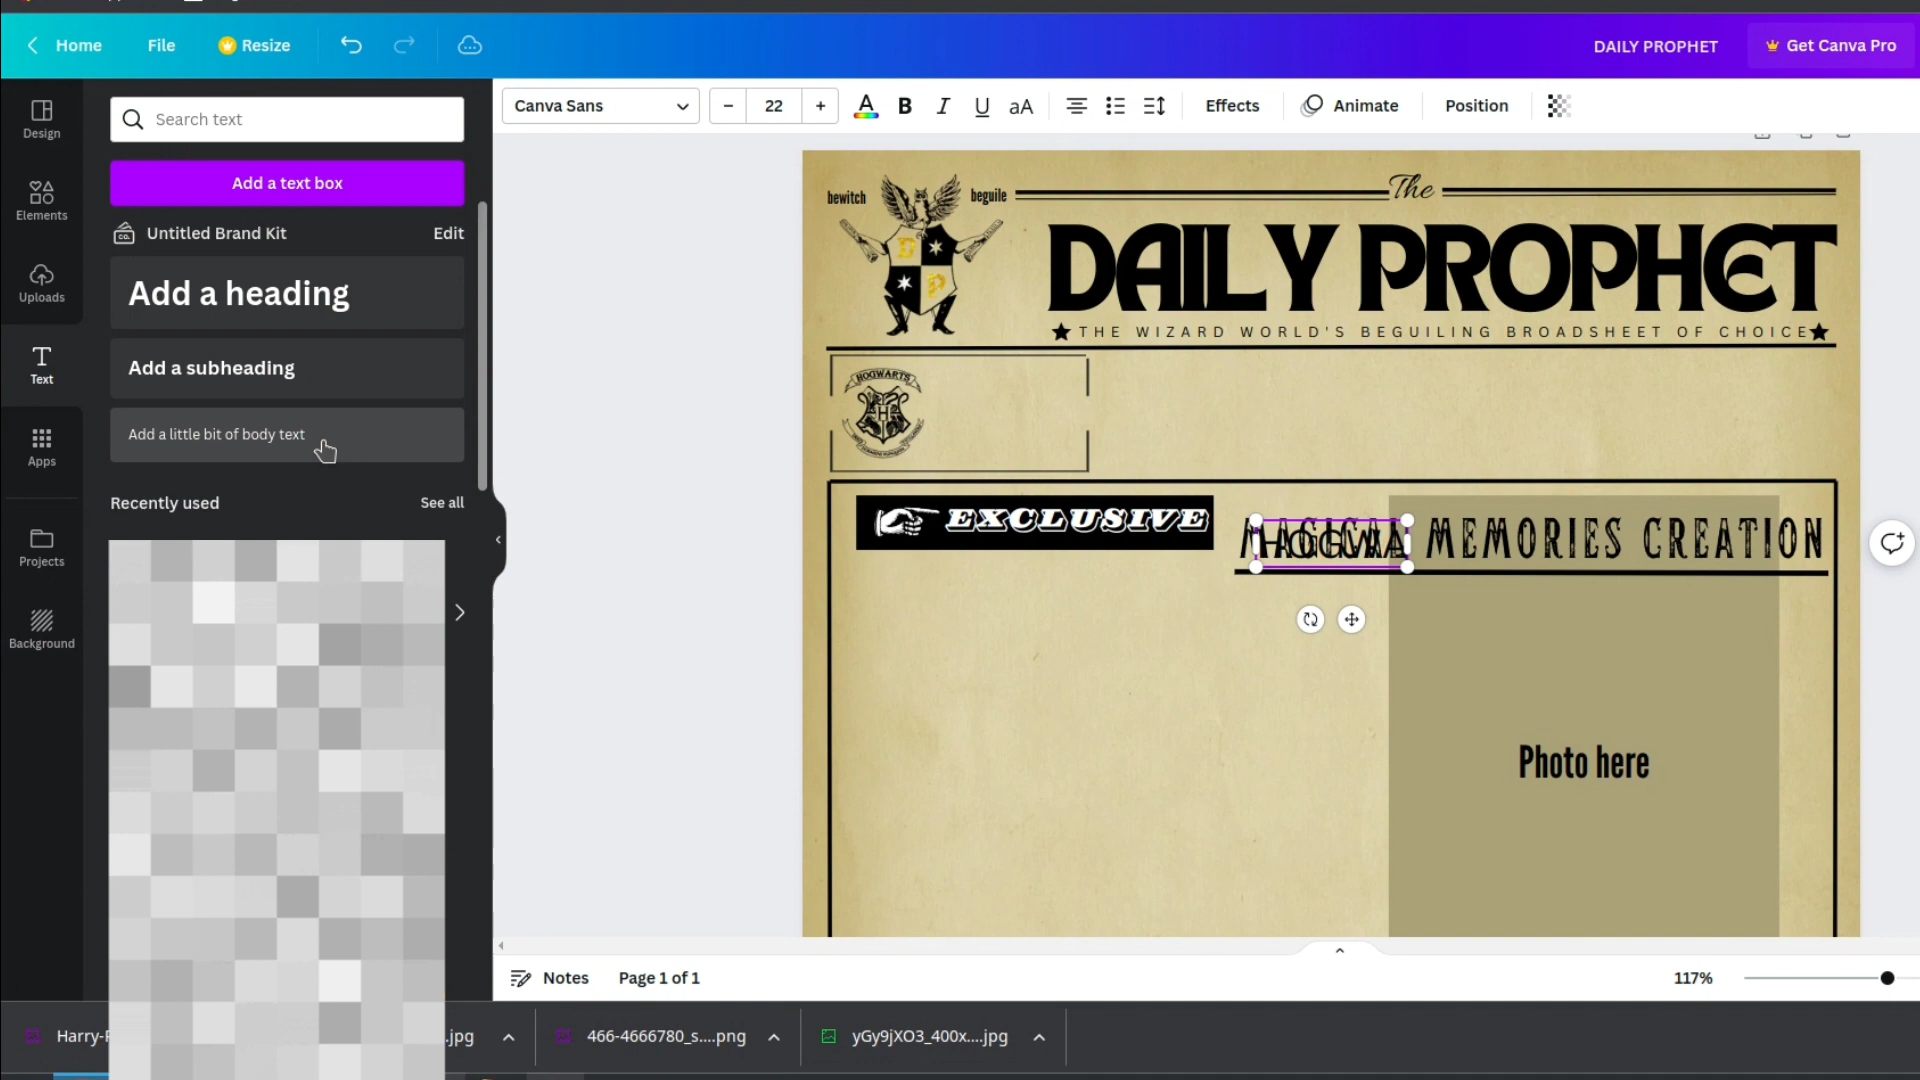 Home
File
Resize
DAILY PROPHET
Get Canva Pro
Design
Elements
Uploads
Text
Apps
Projects
Background
Search text
Add a text box
CO.
Untitled Brand Kit
Edit
Add a heading
Add a subheading
Add a little bit of body text
Recently used
See all
Canva Sans
– 22 +
A B I U aA
Effects
Animate
Position
bewitch
beguile
The
DAILY PROPHET
D
P
THE WIZARD WORLD'S BEGUILING BROADSHEET OF CHOICE
HOGWARTS
H
EXCLUSIVE
MAGICAL MEMORIES CREATION
Photo here
Notes
Page 1 of 1
117%
.jpg
466-4666780_s....png
yGy9jXO3_400x....jpg